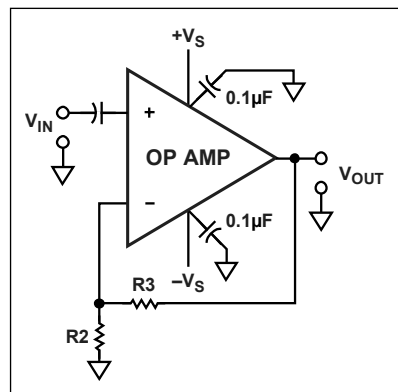 +VS
0.1µF
VIN
+
OP AMP
VOUT
–
0.1µF
–VS
R3
R2